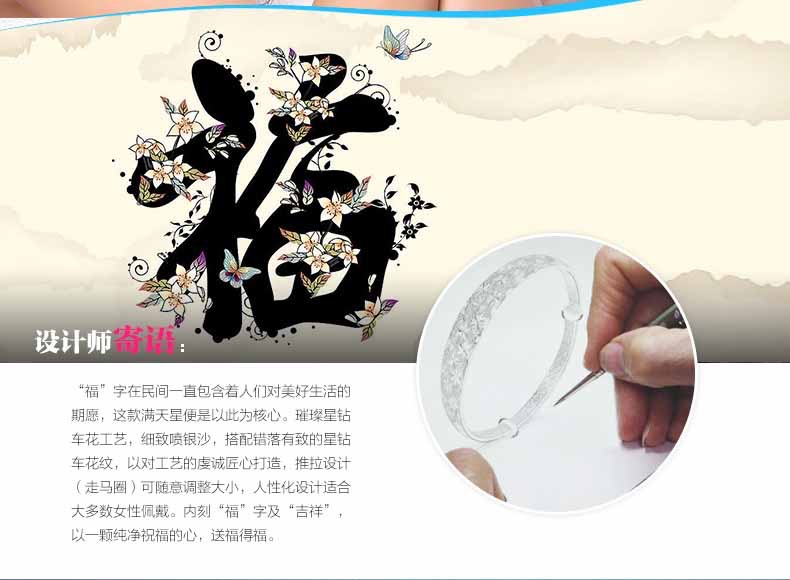 福
设计师寄语：
“福”字在民间一直包含着人们对美好生活的
期愿，这款满天星便是以此为核心。璀璨星钻
车花工艺，细致喷银沙，搭配错落有致的星钻
车花纹，以对工艺的虔诚匠心打造，推拉设计
（走马圈）可随意调整大小，人性化设计适合
大多数女性佩戴。内刻“福”字及“吉祥”，
以一颗纯净祝福的心，送福得福。